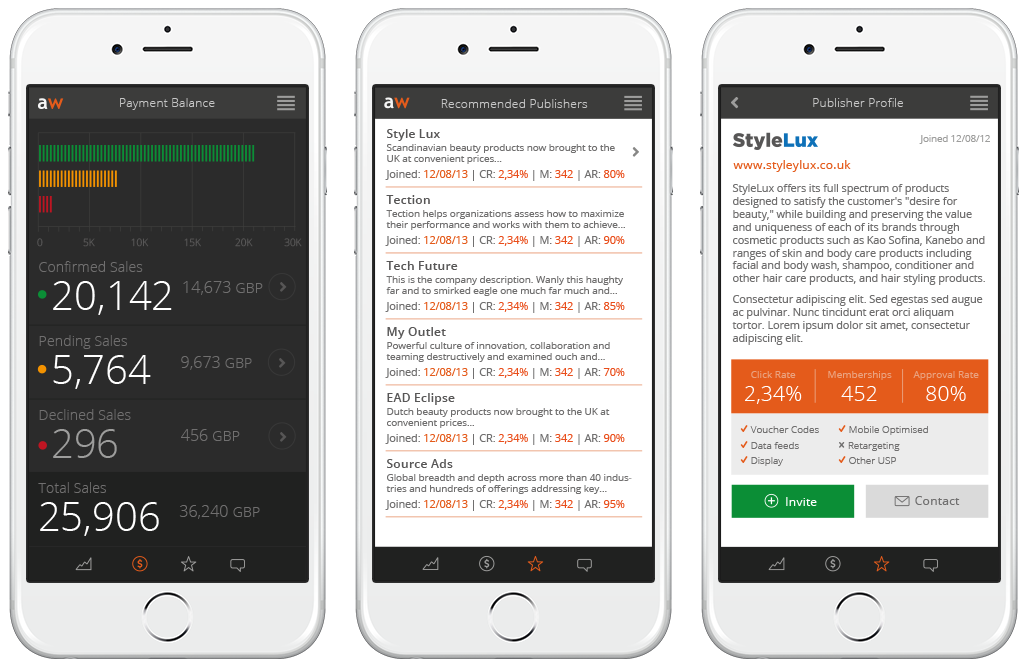 aw Payment Balance
0 5K 10K 15K 20K 30K
Confirmed Sales
20,142 14,673 GBP
Pending Sales
5,764 9,673 GBP
Declined Sales
296 456 GBP
Total Sales
25,906 36,240 GBP
aw Recommended Publishers
Style Lux
Scandinavian beauty products now brought to the
UK at convenient prices...
Joined: 12/08/13 | CR: 2,34% | M: 342 | AR: 80%
Tection
Tection helps organizations assess how to maximize
their performance and works with them to achieve...
Joined: 12/08/13 | CR: 2,34% | M: 342 | AR: 90%
Tech Future
This is the company description. Wanly this haughty
far and to smirked eagle one much far much and...
Joined: 12/08/13 | CR: 2,34% | M: 342 | AR: 85%
My Outlet
Powerful culture of innovation, collaboration and
teaming destructively and examined ouch and...
Joined: 12/08/13 | CR: 2,34% | M: 342 | AR: 70%
EAD Eclipse
Dutch beauty products now brought to the UK at
convenient prices...
Joined: 12/08/13 | CR: 2,34% | M: 342 | AR: 90%
Source Ads
Global breadth and depth across more than 40 indus-
tries and hundreds of offerings addressing key...
Joined: 12/08/13 | CR: 2,34% | M: 342 | AR: 95%
Publisher Profile
StyleLux Joined 12/08/12
www.styleylux.co.uk
StyleLux offers its full spectrum of products
designed to satisfy the customer's "desire for
beauty," while building and preserving the value
and uniqueness of each of its brands through
cosmetic products such as Kao Sofina, Kanebo and
ranges of skin and body care products including
facial and body wash, shampoo, conditioner and
other hair care products, and hair styling products.
Consectetur adipiscing elit. Sed egestas sed augue
ac pulvinar. Nunc tincidunt erat orci aliquam
tortor. Lorem ipsum dolor sit amet, consectetur
adipiscing elit.
Click Rate Memberships Approval Rate
2,34% 452 80%
Voucher Codes Mobile Optimised
Data feeds Retargeting
Display Other USP
Invite Contact